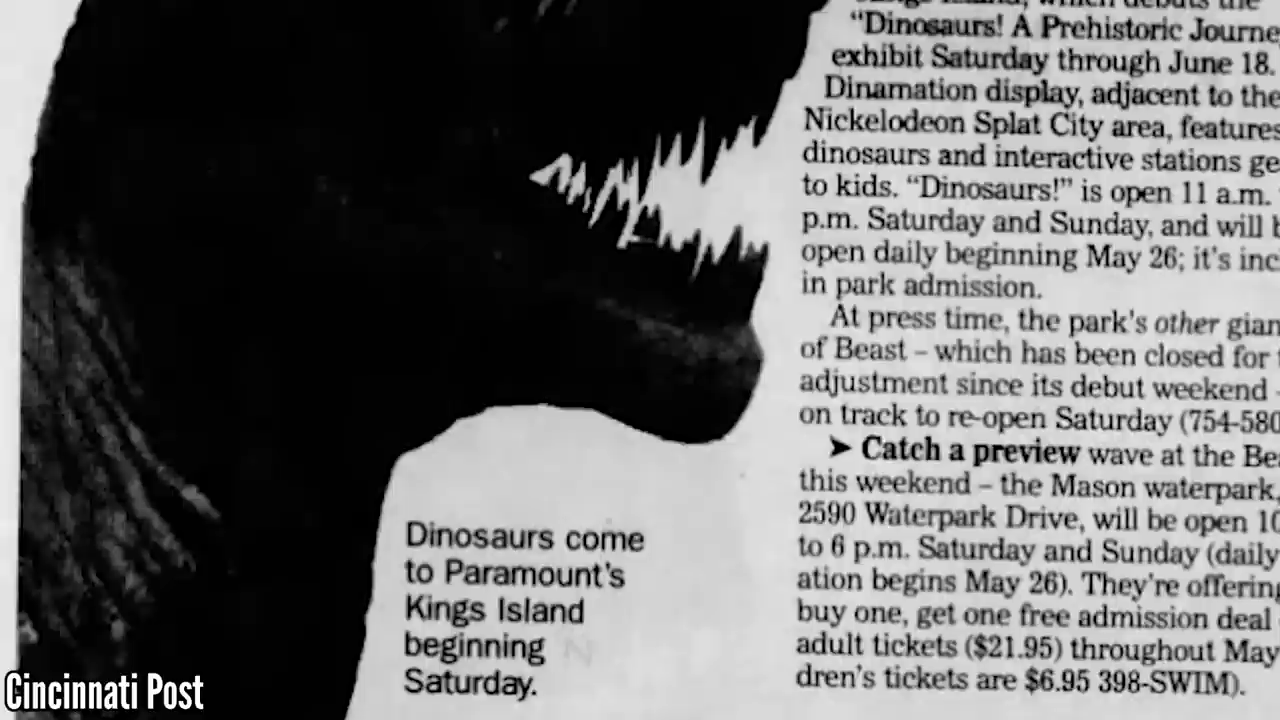 “Dinosaurs! A Prehistoric Journe
exhibit Saturday through June 18.
Dinamation display, adjacent to the
Nickelodeon Splat City area, features
dinosaurs and interactive stations ge
to kids. “Dinosaurs!” is open 11 a.m.
p.m. Saturday and Sunday, and will b
open daily beginning May 26; it's inc
in park admission.
At press time, the park's other gian
of Beast – which has been closed for
adjustment since its debut weekend
on track to re-open Saturday (754-580
➤ Catch a preview wave at the Bea
this weekend – the Mason waterpark,
2590 Waterpark Drive, will be open 10
to 6 p.m. Saturday and Sunday (daily
ation begins May 26). They're offering
buy one, get one free admission deal
adult tickets ($21.95) throughout May
dren's tickets are $6.95 398-SWIM).
Dinosaurs come
to Paramount's
Kings Island
beginning
Saturday.
Cincinnati Post